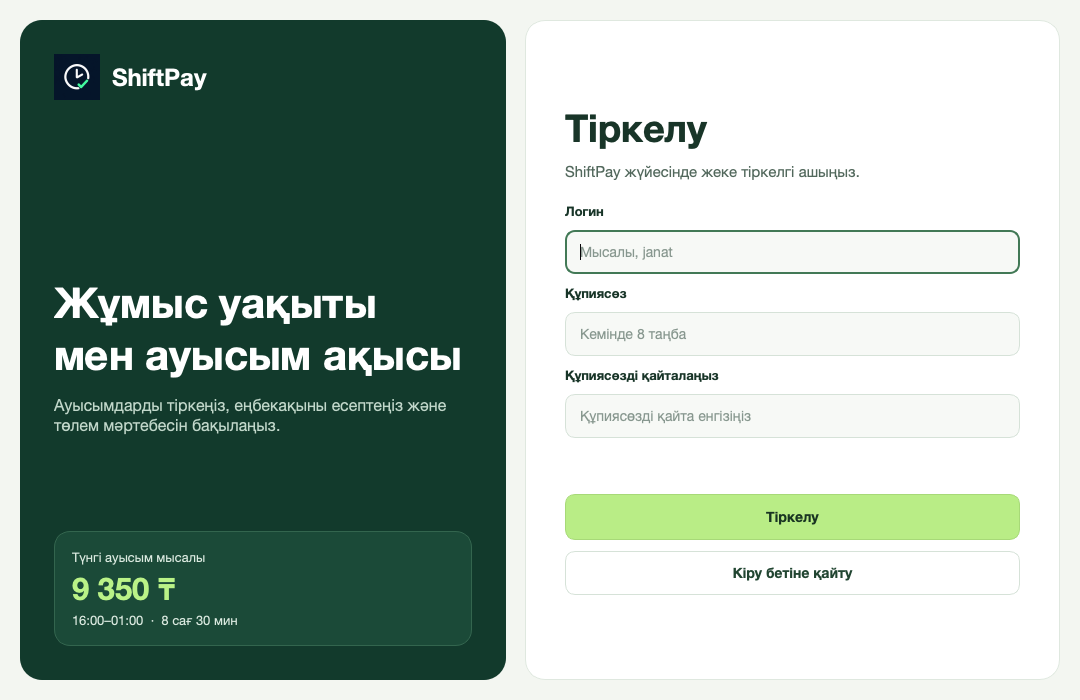 ShiftPay
Жұмыс уақыты
мен ауысым ақысы
Ауысымдарды тіркеңіз, еңбекақыны есептеңіз және
төлем мәртебесін бақылаңыз.
Түнгі ауысым мысалы
9 350 ₸
16:00–01:00 · 8 сағ 30 мин
Тіркелу
ShiftPay жүйесінде жеке тіркелгі ашыңыз.
Логин
Мысалы, janat
Құпиясөз
Кемінде 8 таңба
Құпиясөзді қайталаңыз
Құпиясөзді қайта енгізіңіз
Тіркелу
Кіру бетіне қайту